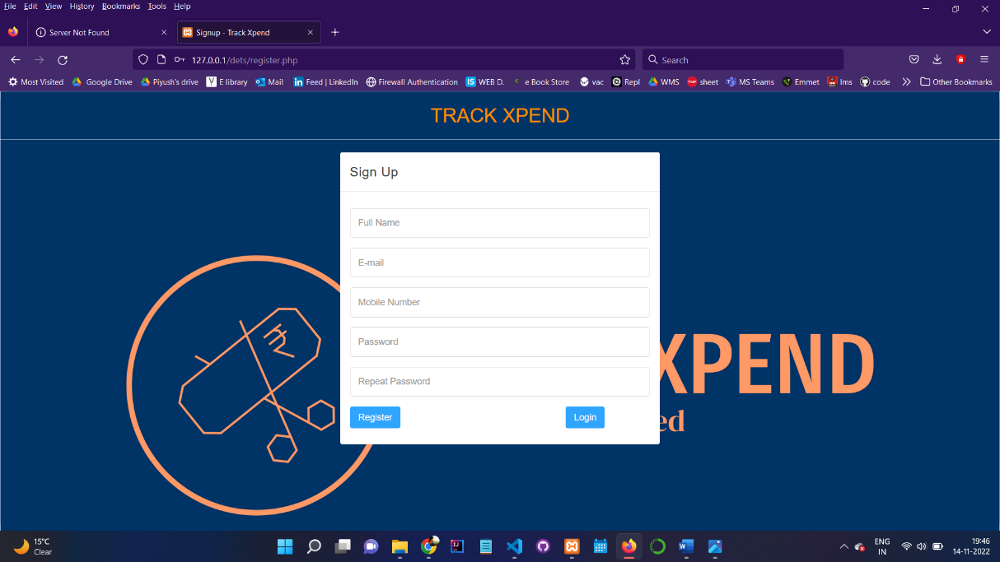 File Edit View History Bookmarks Tools Help
Server Not Found
Signup - Track Xpend
127.0.0.1/dets/register.php
Search
Most Visited Google Drive Piyush's drive E library Mail Feed | LinkedIn Firewall Authentication WEB D. e Book Store vac Repl WMS sheet MS Teams Emmet lms code Other Bookmarks
TRACK XPEND
Sign Up
Full Name
E-mail
Mobile Number
Password
Repeat Password
Register Login
XPEND
ed
15°C
Clear
ENG
IN
19:46
14-11-2022